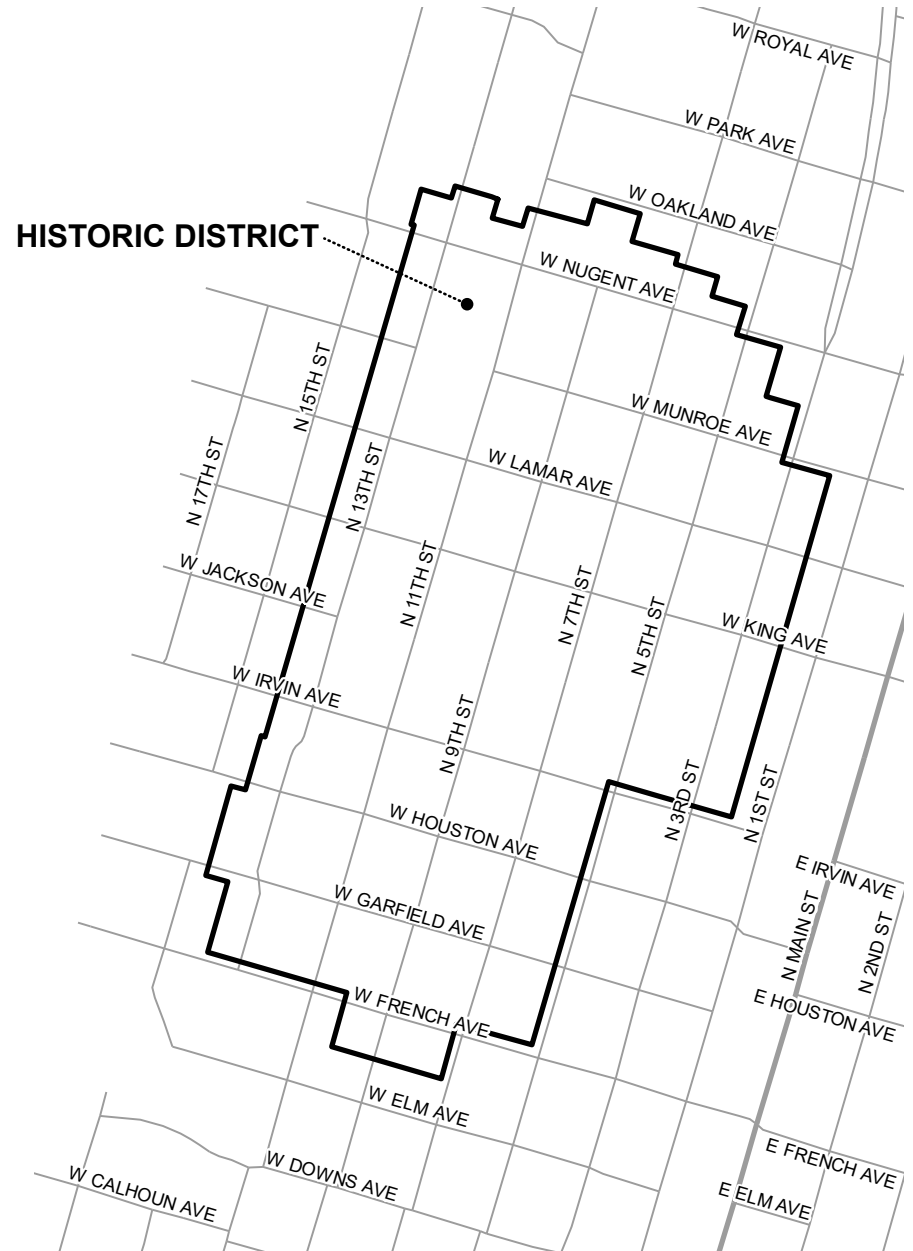 W ROYAL AVE
W PARK AVE
W OAKLAND AVE
HISTORIC DISTRICT
W NUGENT AVE
N 15TH ST
W MUNROE AVE
N 13TH ST
W LAMAR AVE
N 17TH ST
W JACKSON AVE
N 11TH ST
N 7TH ST
N 5TH ST
W KING AVE
W IRVIN AVE
N 9TH ST
N 3RD ST
N 1ST ST
W HOUSTON AVE
E IRVIN AVE
W GARFIELD AVE
N MAIN ST
N 2ND ST
W FRENCH AVE
E HOUSTON AVE
W ELM AVE
E FRENCH AVE
W DOWNS AVE
W CALHOUN AVE
E ELM AVE